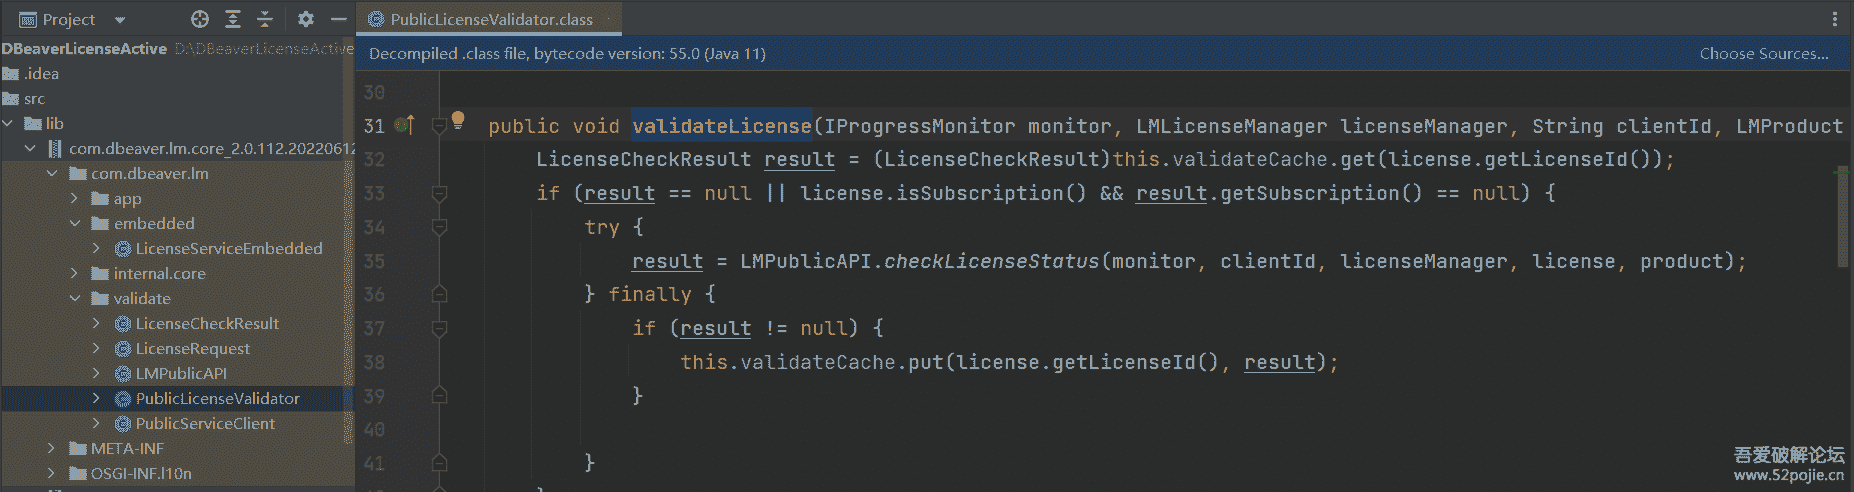 Project
PublicLicenseValidator.class
DBeaverLicenseActive D:\DBeaverLicenseActive
.idea
src
lib
com.dbeaver.lm.core_2.0.112.20220612
com.dbeaver.lm
app
embedded
LicenseServiceEmbedded
internal.core
validate
LicenseCheckResult
LicenseRequest
LMPublicAPI
PublicLicenseValidator
PublicServiceClient
META-INF
OSGI-INF.l10n
Decompiled .class file, bytecode version: 55.0 (Java 11) Choose Sources...
30
31 public void validateLicense(IProgressMonitor monitor, LMLicenseManager licenseManager, String clientId, LMProduct
32 LicenseCheckResult result = (LicenseCheckResult)this.validateCache.get(license.getLicenseId());
33 if (result == null || license.isSubscription() && result.getSubscription() == null) {
34 try {
35 result = LMPublicAPI.checkLicenseStatus(monitor, clientId, licenseManager, license, product);
36 } finally {
37 if (result != null) {
38 this.validateCache.put(license.getLicenseId(), result);
39 }
40
41 }
吾爱破解论坛
www.52pojie.cn